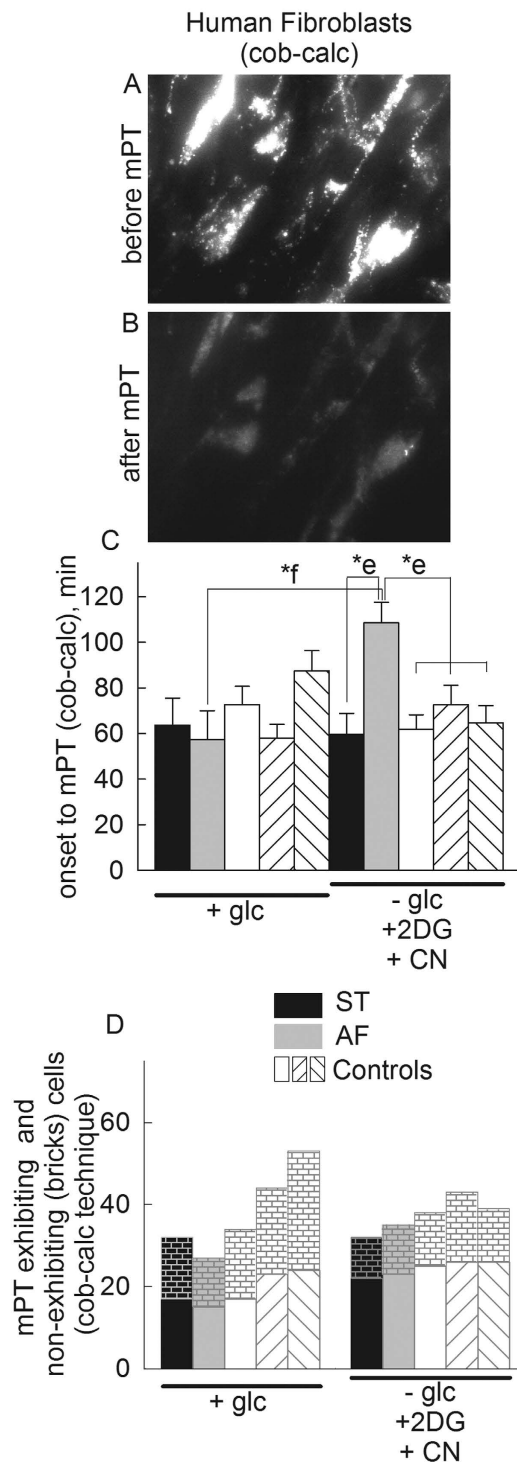 Human Fibroblasts
(cob-calc)
A
before mPT
B
after mPT
C
onset to mPT (cob-calc), min
120
100
80
60
40
20
0
*f
*e
*e
+ glc
- glc
+2DG
+ CN
ST
AF
Controls
D
mPT exhibiting and
non-exhibiting (bricks) cells
(cob-calc technique)
60
40
20
0
+ glc
- glc
+2DG
+ CN